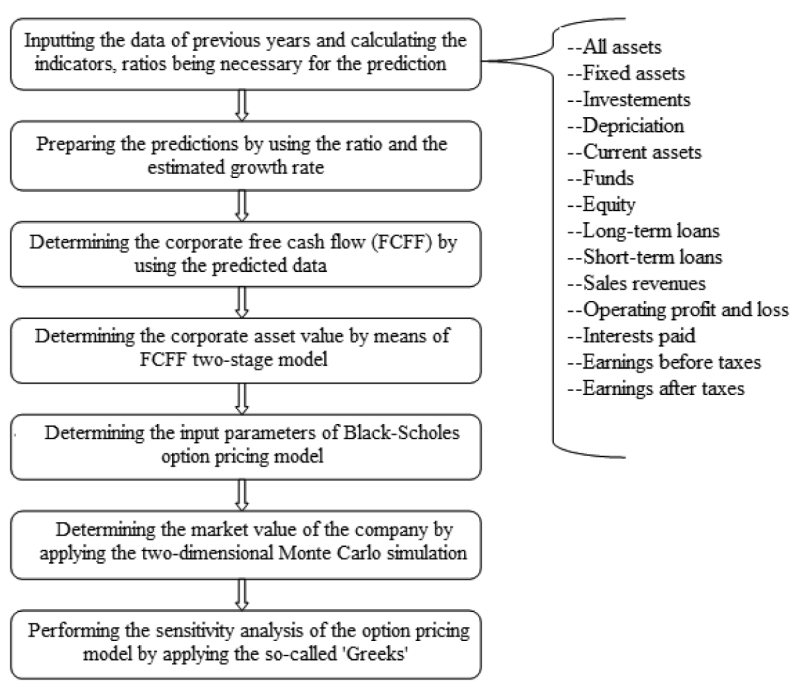 Inputting the data of previous years and calculating the
indicators, ratios being necessary for the prediction
Preparing the predictions by using the ratio and the
estimated growth rate
Determining the corporate free cash flow (FCFF) by
using the predicted data
Determining the corporate asset value by means of
FCFF two-stage model
Determining the input parameters of Black-Scholes
option pricing model
Determining the market value of the company by
applying the two-dimensional Monte Carlo simulation
Performing the sensitivity analysis of the option pricing
model by applying the so-called 'Greeks'
--All assets
--Fixed assets
--Investements
--Depriciation
--Current assets
--Funds
--Equity
--Long-term loans
--Short-term loans
--Sales revenues
--Operating profit and loss
--Interests paid
--Earnings before taxes
--Earnings after taxes